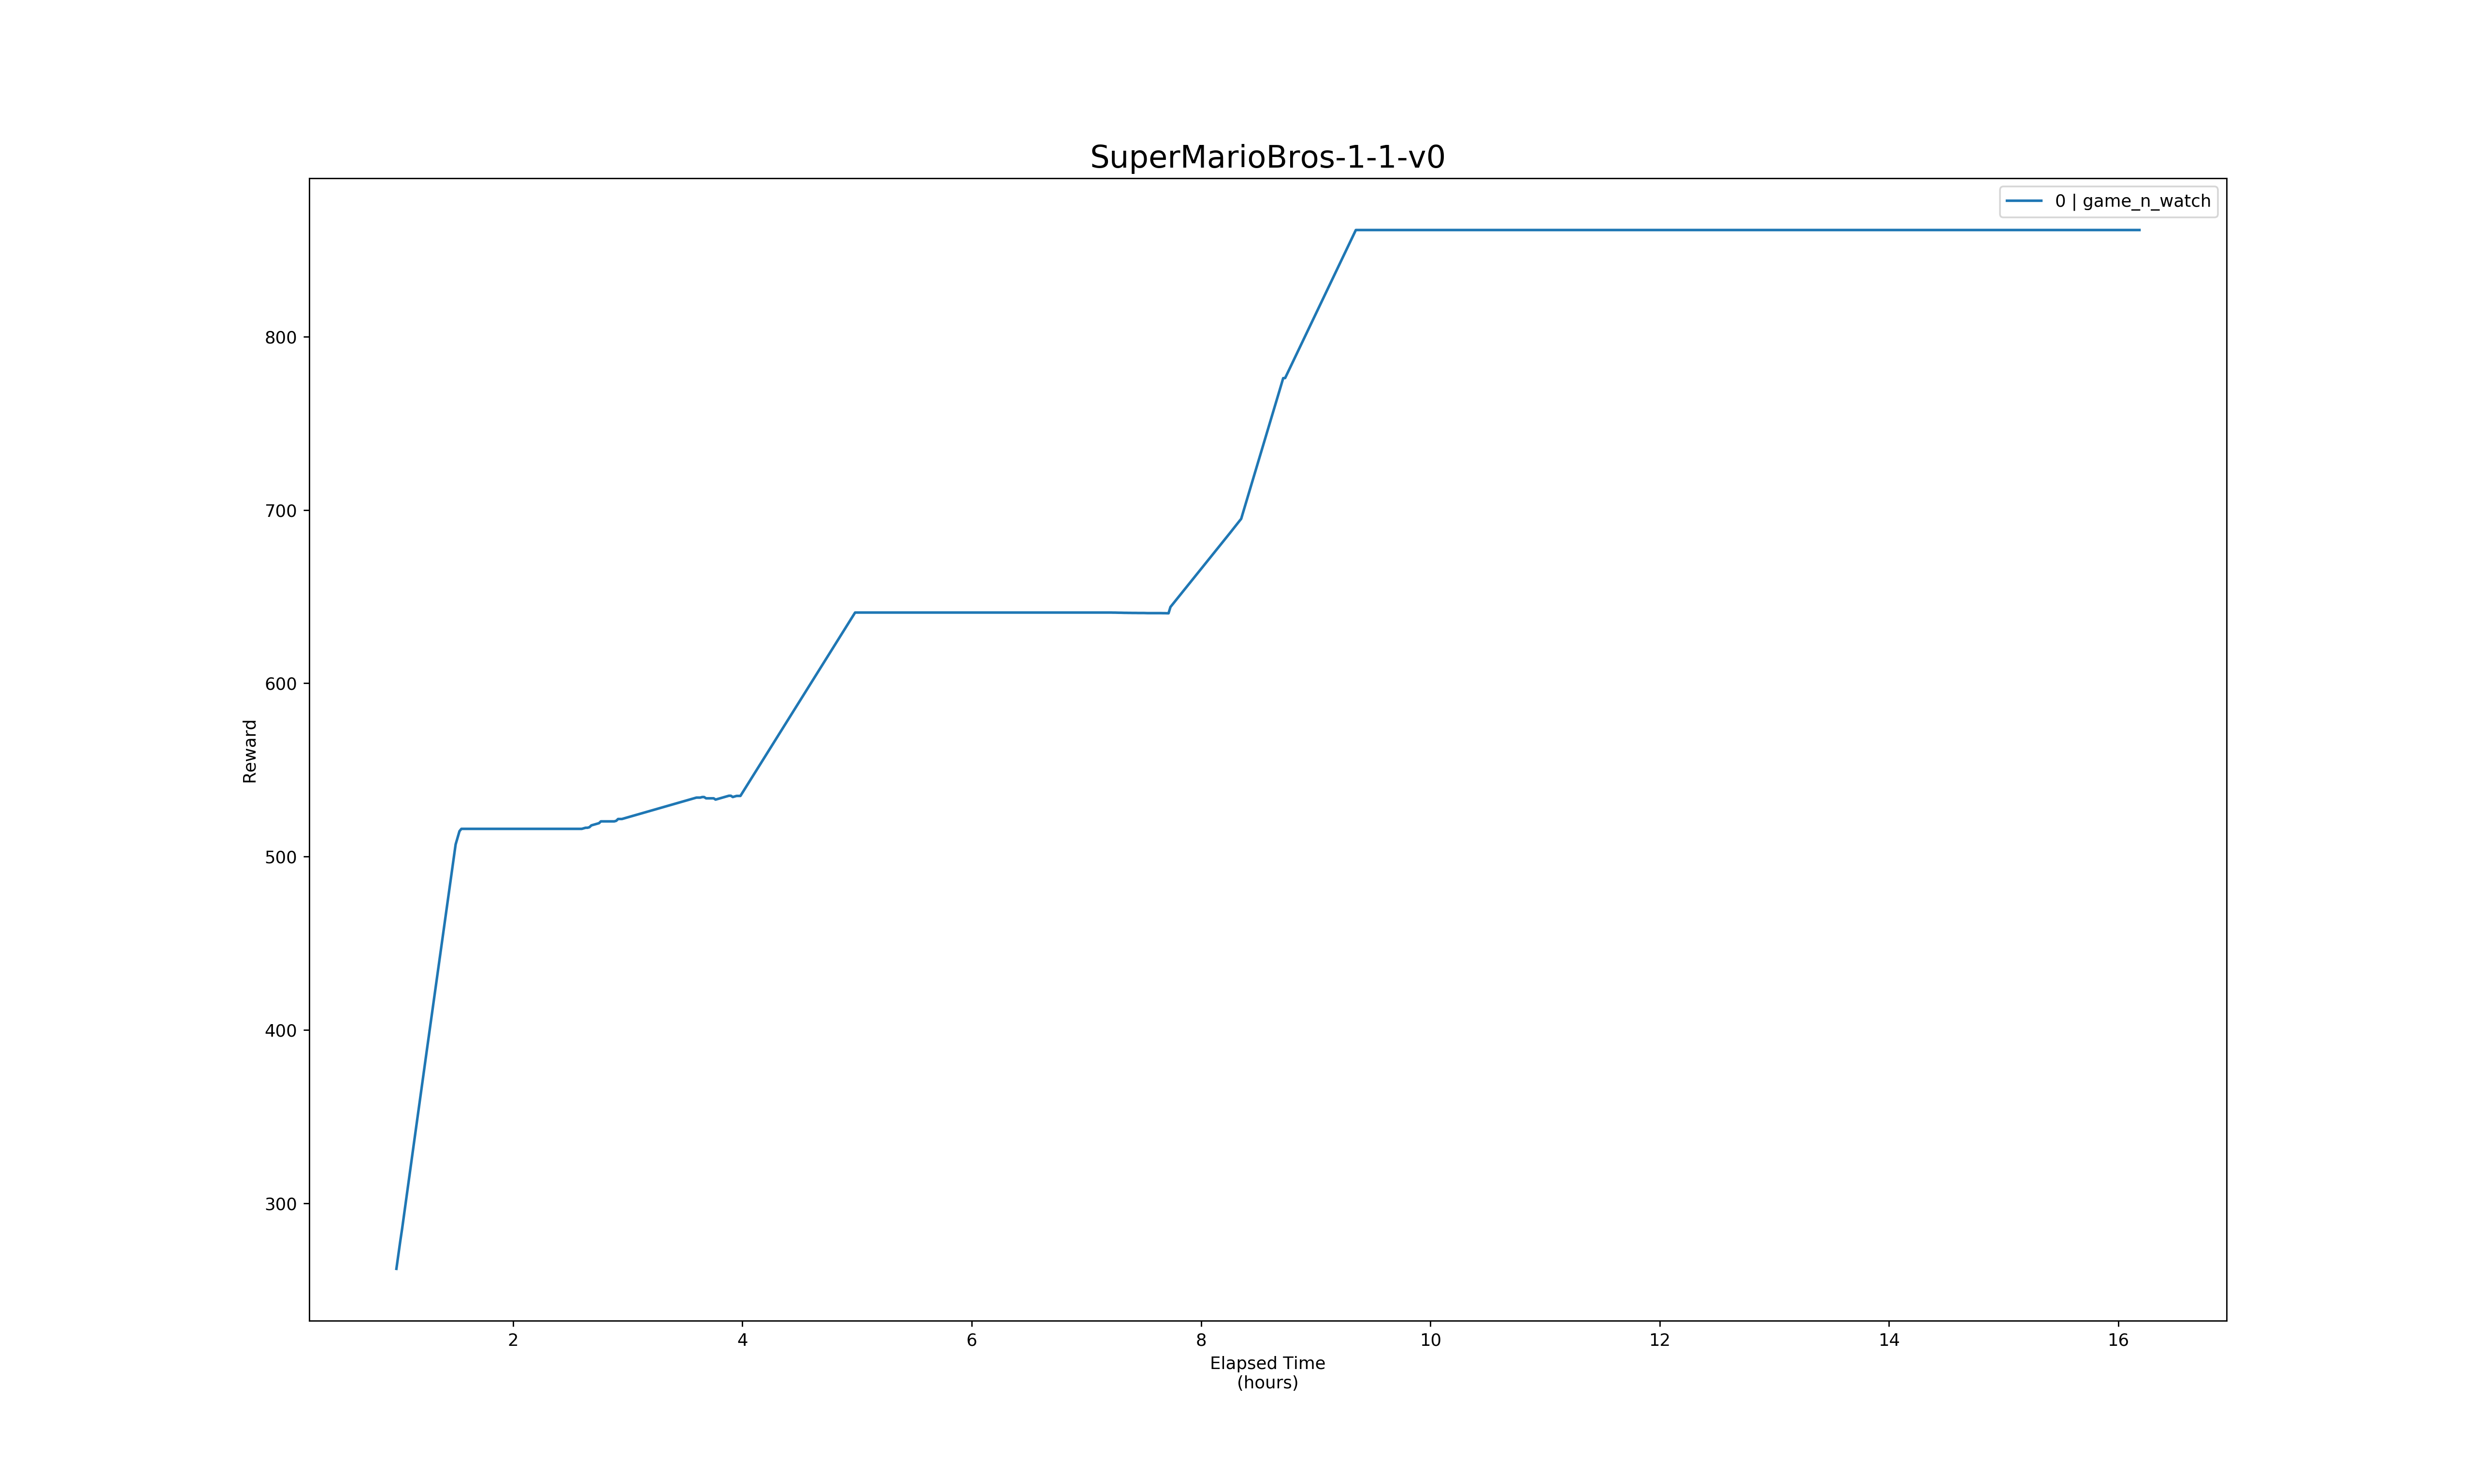 SuperMarioBros-1-1-v0
0 | game_n_watch
800
700
600
500
400
300
Reward
2 4 6 8 10 12 14 16
Elapsed Time
(hours)